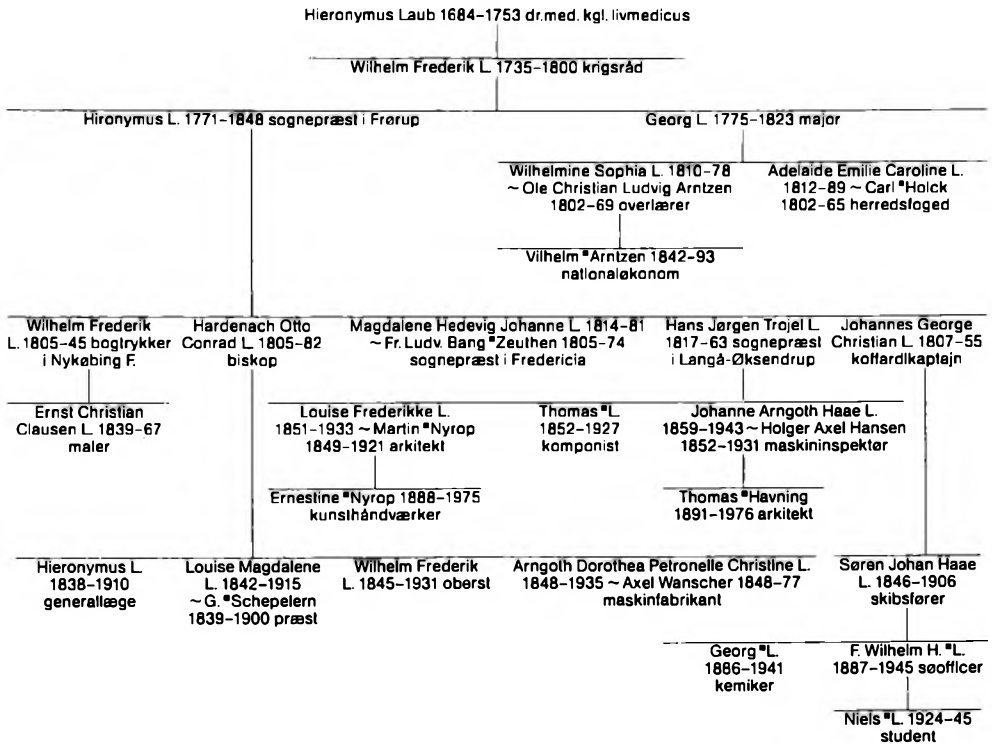 Hieronymus Laub 1684–1753 dr.med. kgl. livmedicus
Wilhelm Frederik L. 1735–1800 krigsråd
Hironymus L. 1771–1848 sognepræst i Frørup
Georg L. 1775–1823 major
Wilhelmine Sophia L. 1810–78
~ Ole Christian Ludvig Arntzen
1802–69 overlærer
Adelaide Emilie Caroline L.
1812–89 ~ Carl *Holck
1802–65 herredsfoged
Vilhelm *Arntzen 1842–93
nationaløkonom
Wilhelm Frederik
L. 1805–45 bogtrykker
i Nykøbing F.
Hardenach Otto
Conrad L. 1805–82
biskop
Magdalene Hedevig Johanne L. 1814–81
~ Fr. Ludv. Bang *Zeuthen 1805–74
sognepræst i Fredericia
Hans Jørgen Trojel L.
1817–63 sognepræst
i Langå-Øksendrup
Johannes George
Christian L. 1807–55
koffardikaptajn
Ernst Christian
Clausen L. 1839–67
maler
Louise Frederikke L.
1851–1933 ~ Martin *Nyrop
1849–1921 arkitekt
Thomas *L.
1852–1927
komponist
Johanne Arngoth Haae L.
1859–1943 ~ Holger Axel Hansen
1852–1931 maskininspektør
Ernestine *Nyrop 1888–1975
kunsthåndværker
Thomas *Havning
1891–1976 arkitekt
Hieronymus L.
1838–1910
generallæge
Louise Magdalene
L. 1842–1915
~ G. *Schepelern
1839–1900 præst
Wilhelm Frederik
L. 1845–1931 oberst
Arngoth Dorothea Petronelle Christine L.
1848–1935 ~ Axel Wanscher 1848–77
maskinfabrikant
Søren Johan Haae
L. 1846–1906
skibsfører
Georg *L.
1886–1941
kemiker
F. Wilhelm H. *L.
1887–1945 søofficer
Niels *L. 1924–45
student